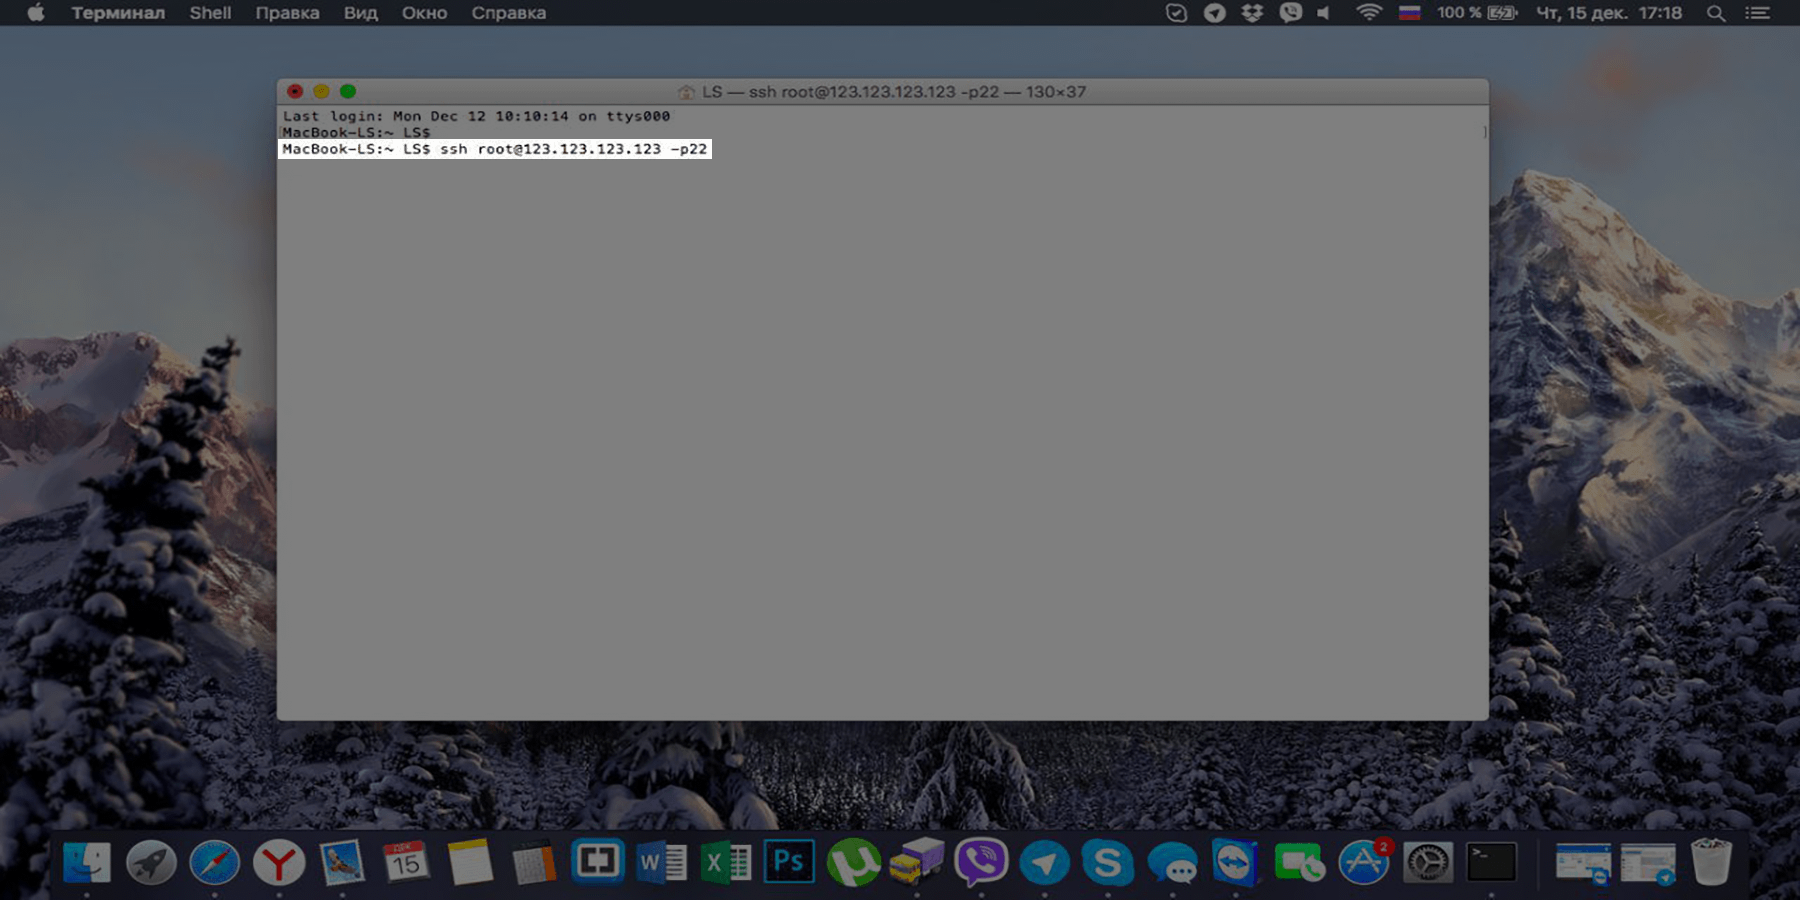 Терминал Shell Правка Вид Окно Справка 100 % Чт, 15 дек. 17:18
LS — ssh root@123.123.123.123 -p22 — 130×37
Last login: Mon Dec 12 10:10:14 on ttys000
MacBook-LS:~ LS$
MacBook-LS:~ LS$ ssh root@123.123.123.123 -p22
ДЕК
15
W
X
Ps
S
2
>_